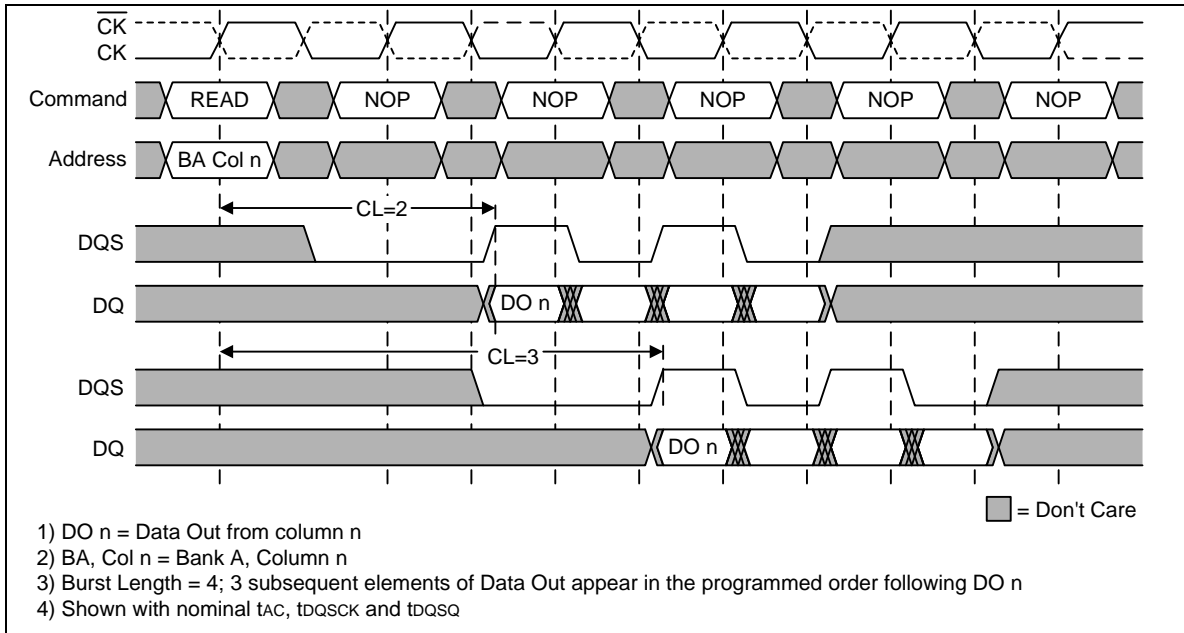 CK
CK
Command READ NOP NOP NOP NOP NOP
Address BA Col n
CL=2
DQS
DQ DO n
CL=3
DQS
DQ DO n
= Don't Care
1) DO n = Data Out from column n
2) BA, Col n = Bank A, Column n
3) Burst Length = 4; 3 subsequent elements of Data Out appear in the programmed order following DO n
4) Shown with nominal tAC, tDQSCK and tDQSQ